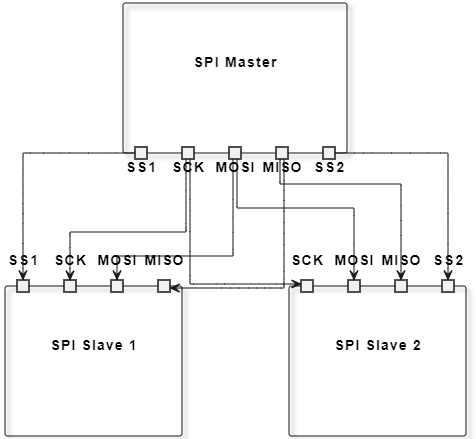 SPI Master
SS1 SCK MOSI MISO SS2
SS1 SCK MOSI MISO SCK MOSI MISO SS2
SPI Slave 1 SPI Slave 2